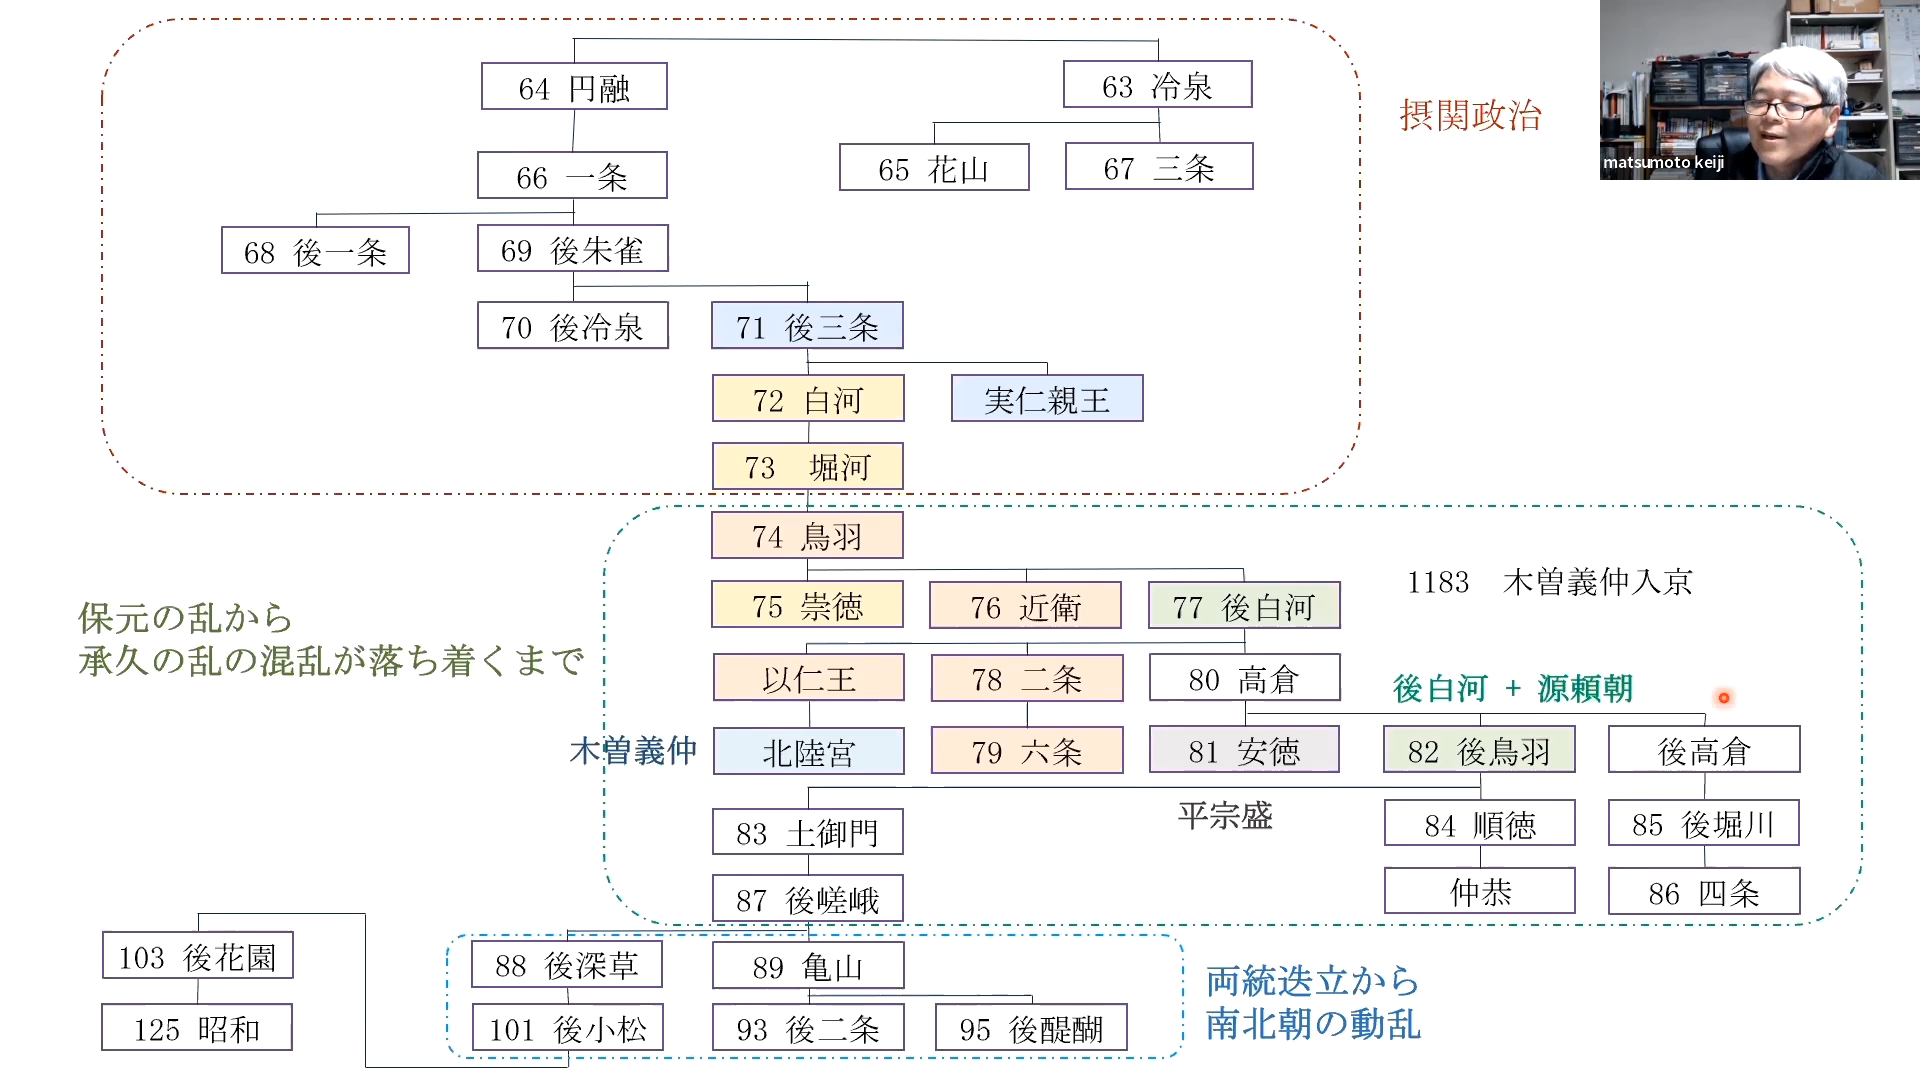 64 円融
63 冷泉
摂関政治
matsumoto keiji
66 一条
65 花山
67 三条
68 後一条
69 後朱雀
70 後冷泉
71 後三条
72 白河
実仁親王
73 堀河
74 鳥羽
1183 木曽義仲入京
保元の乱から
承久の乱の混乱が落ち着くまで
75 崇徳
76 近衛
77 後白河
以仁王
78 二条
80 高倉
後白河 + 源頼朝
木曽義仲
北陸宮
79 六条
81 安徳
82 後鳥羽
後高倉
平宗盛
83 土御門
84 順徳
85 後堀川
87 後嵯峨
仲恭
86 四条
103 後花園
88 後深草
89 亀山
両統迭立から
南北朝の動乱
125 昭和
101 後小松
93 後二条
95 後醍醐